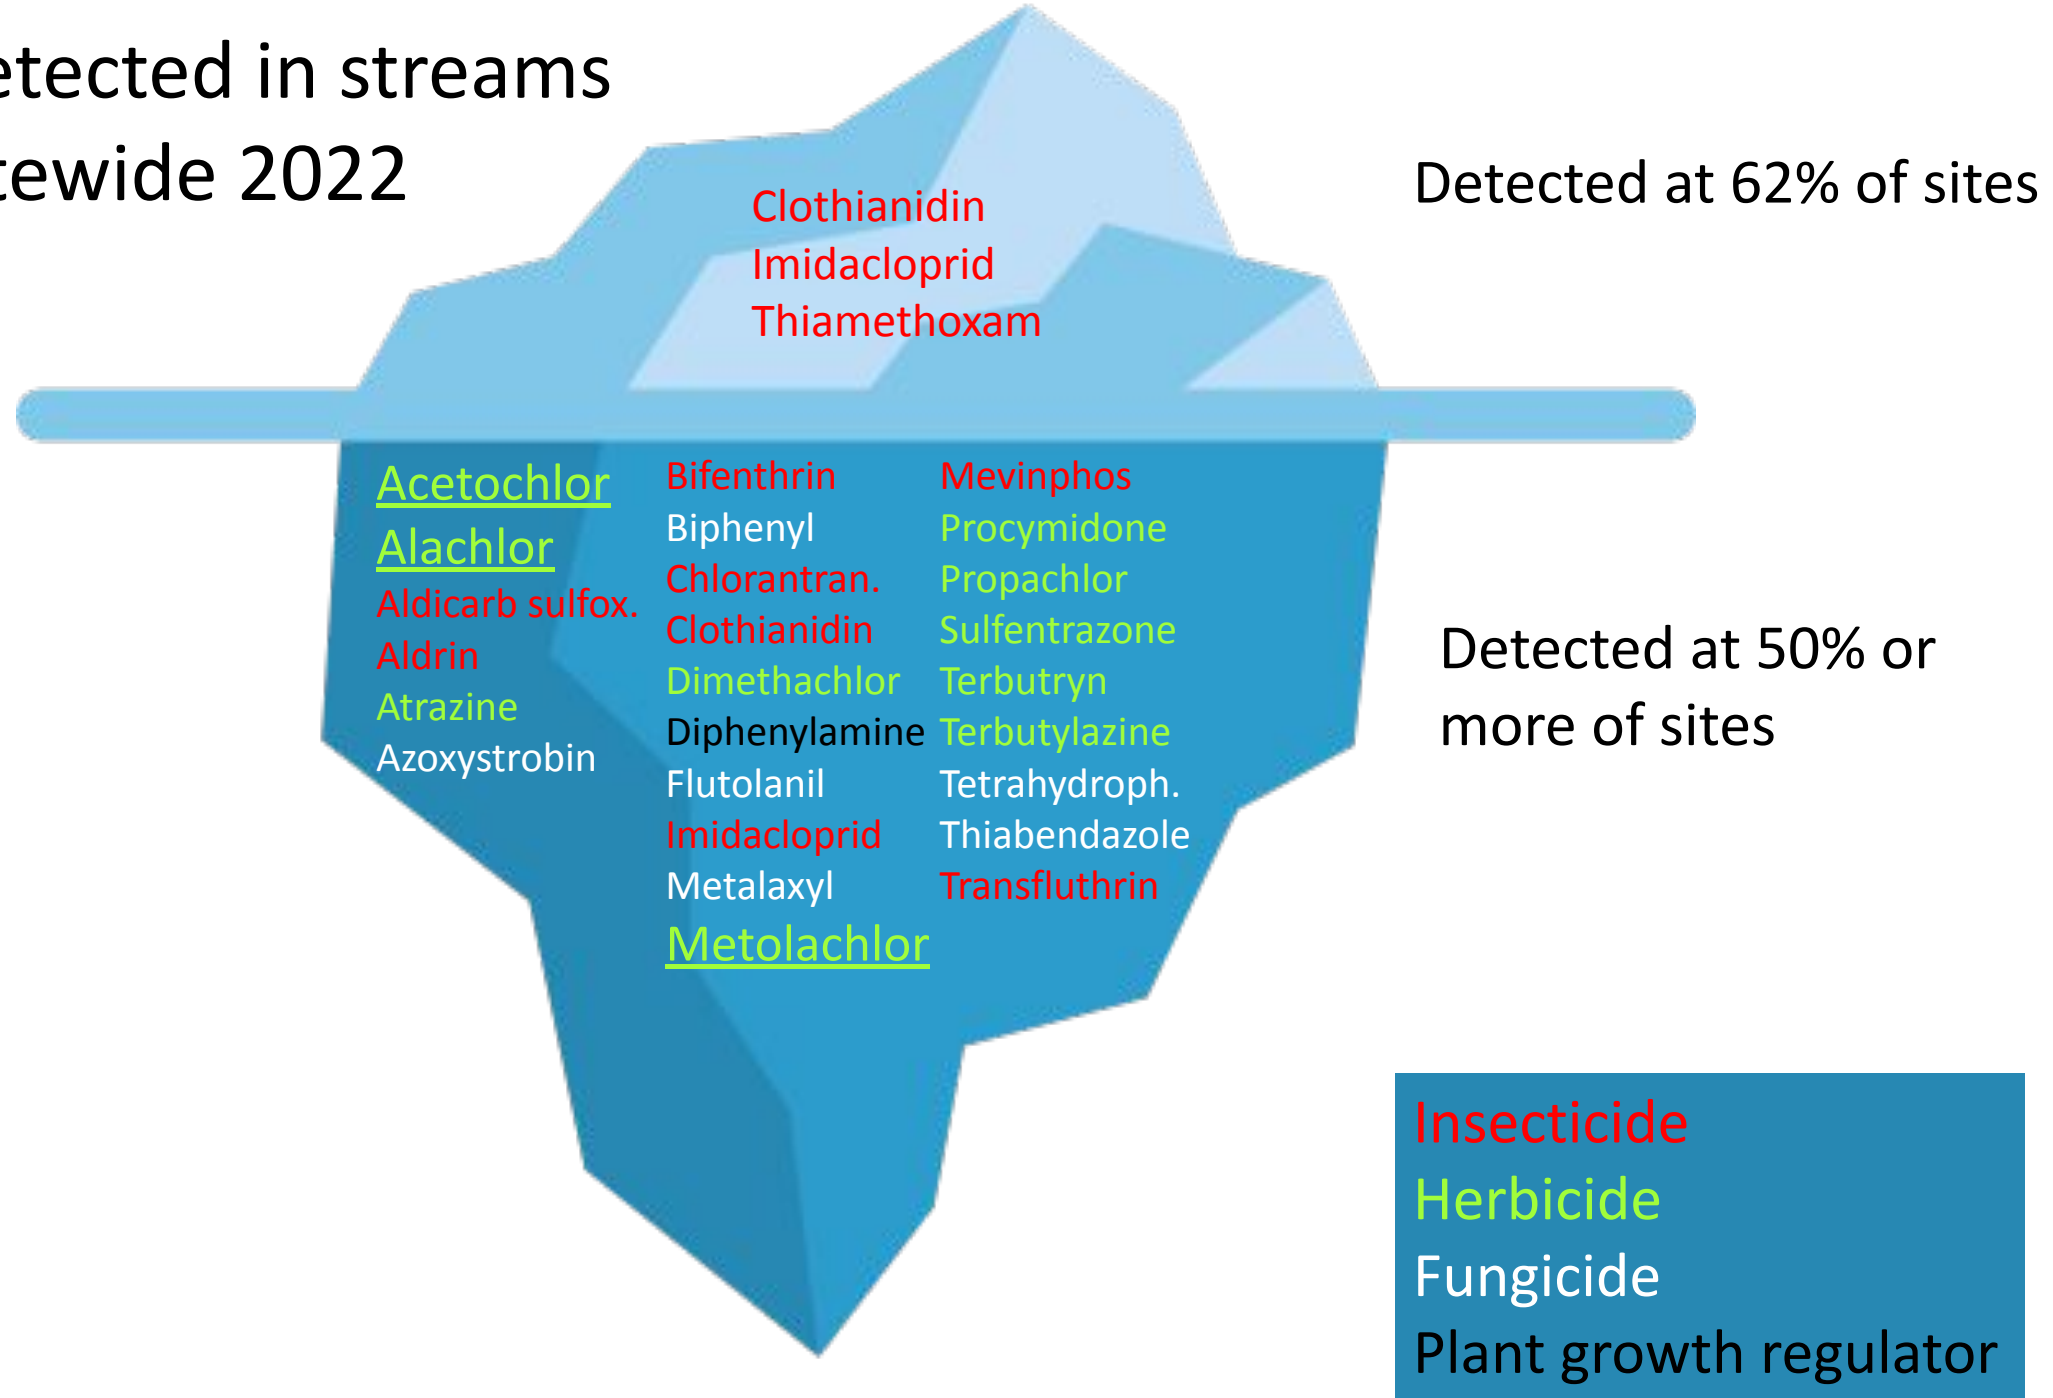 etected in streams
tewide 2022
Detected at 62% of sites
Clothianidin
Imidacloprid
Thiamethoxam
Acetochlor
Alachlor
Aldicarb sulfox.
Aldrin
Atrazine
Azoxystrobin
Bifenthrin
Biphenyl
Chlorantran.
Clothianidin
Dimethachlor
Diphenylamine
Flutolanil
Imidacloprid
Metalaxyl
Metolachlor
Mevinphos
Procymidone
Propachlor
Sulfentrazone
Terbutryn
Terbutylazine
Tetrahydroph.
Thiabendazole
Transfluthrin
Detected at 50% or
more of sites
Insecticide
Herbicide
Fungicide
Plant growth regulator